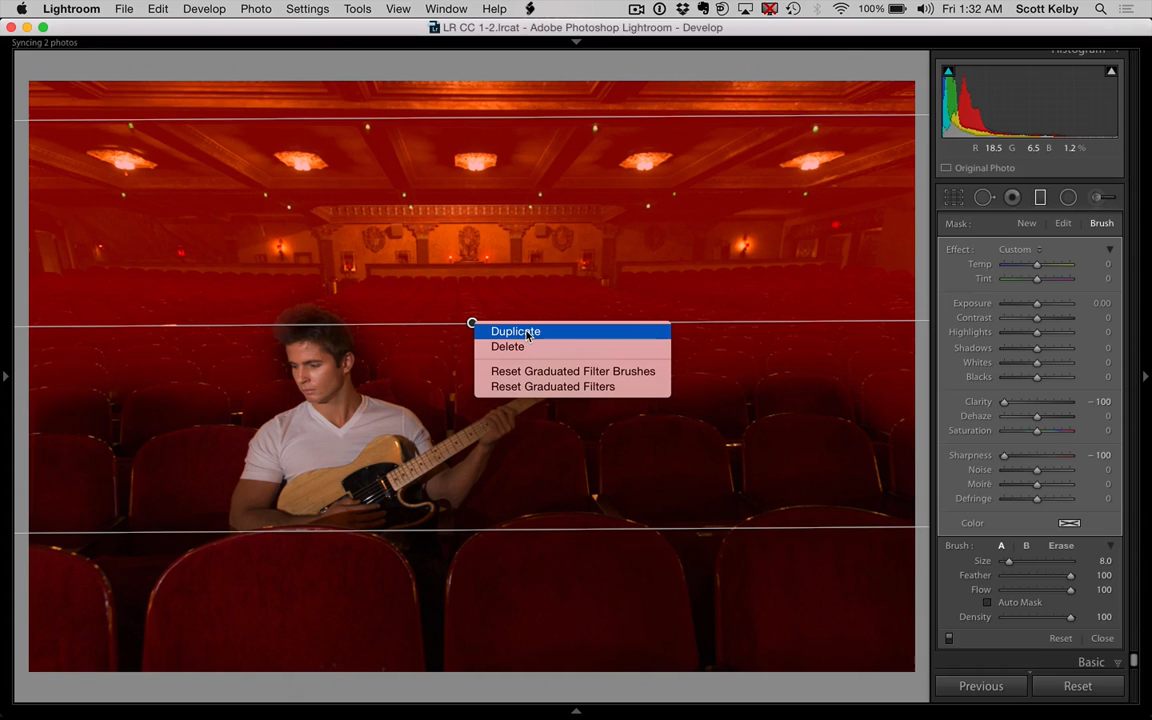 Lightroom File Edit Develop Photo Settings Tools View Window Help 100% Fri 1:32 AM Scott Kelby
LR CC 1-2.lrcat - Adobe Photoshop Lightroom - Develop
Syncing 2 photos
Histogram
R 18.5 G 6.5 B 1.2 %
Original Photo
Mask : New Edit Brush
Effect : Custom
Temp 0
Tint 0
Exposure 0.00
Contrast 0
Highlights 0
Shadows 0
Whites 0
Blacks 0
Clarity – 100
Dehaze 0
Saturation 0
Sharpness – 100
Noise 0
Moiré 0
Defringe 0
Color
Brush : A B Erase
Size 8.0
Feather 100
Flow 100
Auto Mask
Density 100
Reset Close
Basic
Previous Reset
Duplicate
Delete
Reset Graduated Filter Brushes
Reset Graduated Filters